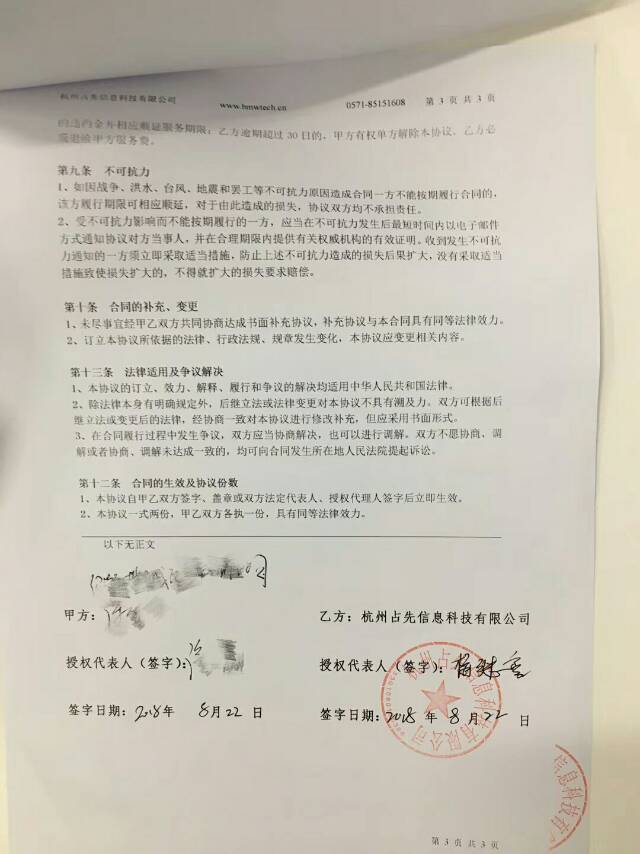 杭州占先信息科技有限公司 www.hnwtech.cn 0571-85151608 第 3 页 共 3 页
的违约金并相应顺延服务期限；乙方逾期超过 30 日的，甲方有权单方解除本协议，乙方必
须退给甲方服务费。
第九条 不可抗力
1、如因战争、洪水、台风、地震和罢工等不可抗力原因造成合同一方不能按期履行合同的，
该方履行期限可相应顺延，对于由此造成的损失，协议双方均不承担责任。
2、受不可抗力影响而不能按期履行的一方，应当在不可抗力发生后最短时间内以电子邮件
方式通知协议对方当事人，并在合理期限内提供有关权威机构的有效证明。收到发生不可抗
力通知的一方须立即采取适当措施，防止上述不可抗力造成的损失后果扩大，没有采取适当
措施致使损失扩大的，不得就扩大的损失要求赔偿。
第十条 合同的补充、变更
1、未尽事宜经甲乙双方共同协商达成书面补充协议，补充协议与本合同具有同等法律效力。
2、订立本协议所依据的法律、行政法规、规章发生变化，本协议应变更相关内容。
第十三条 法律适用及争议解决
1、本协议的订立、效力、解释、履行和争议的解决均适用中华人民共和国法律。
2、除法律本身有明确规定外，后继立法或法律变更对本协议不具有溯及力。双方可根据后
继立法或变更后的法律，经协商一致对本协议进行修改补充，但应采用书面形式。
3、在合同履行过程中发生争议，双方应当协商解决，也可以进行调解。双方不愿协商、调
解或者协商、调解未达成一致的，均可向合同发生所在地人民法院提起诉讼。
第十二条 合同的生效及协议份数
1、本协议自甲乙双方签字、盖章或双方法定代表人、授权代理人签字后立即生效。
2、本协议一式两份，甲乙双方各执一份，具有同等法律效力。
以下无正文
甲方： 乙方：杭州占先信息科技有限公司
授权代表人（签字）： 授权代表人（签字）：
签字日期：2018年 8月22日 签字日期：2018年 8月22日
杭州占先信息科技有限公司
信息科技有
第 3 页 共 3 页